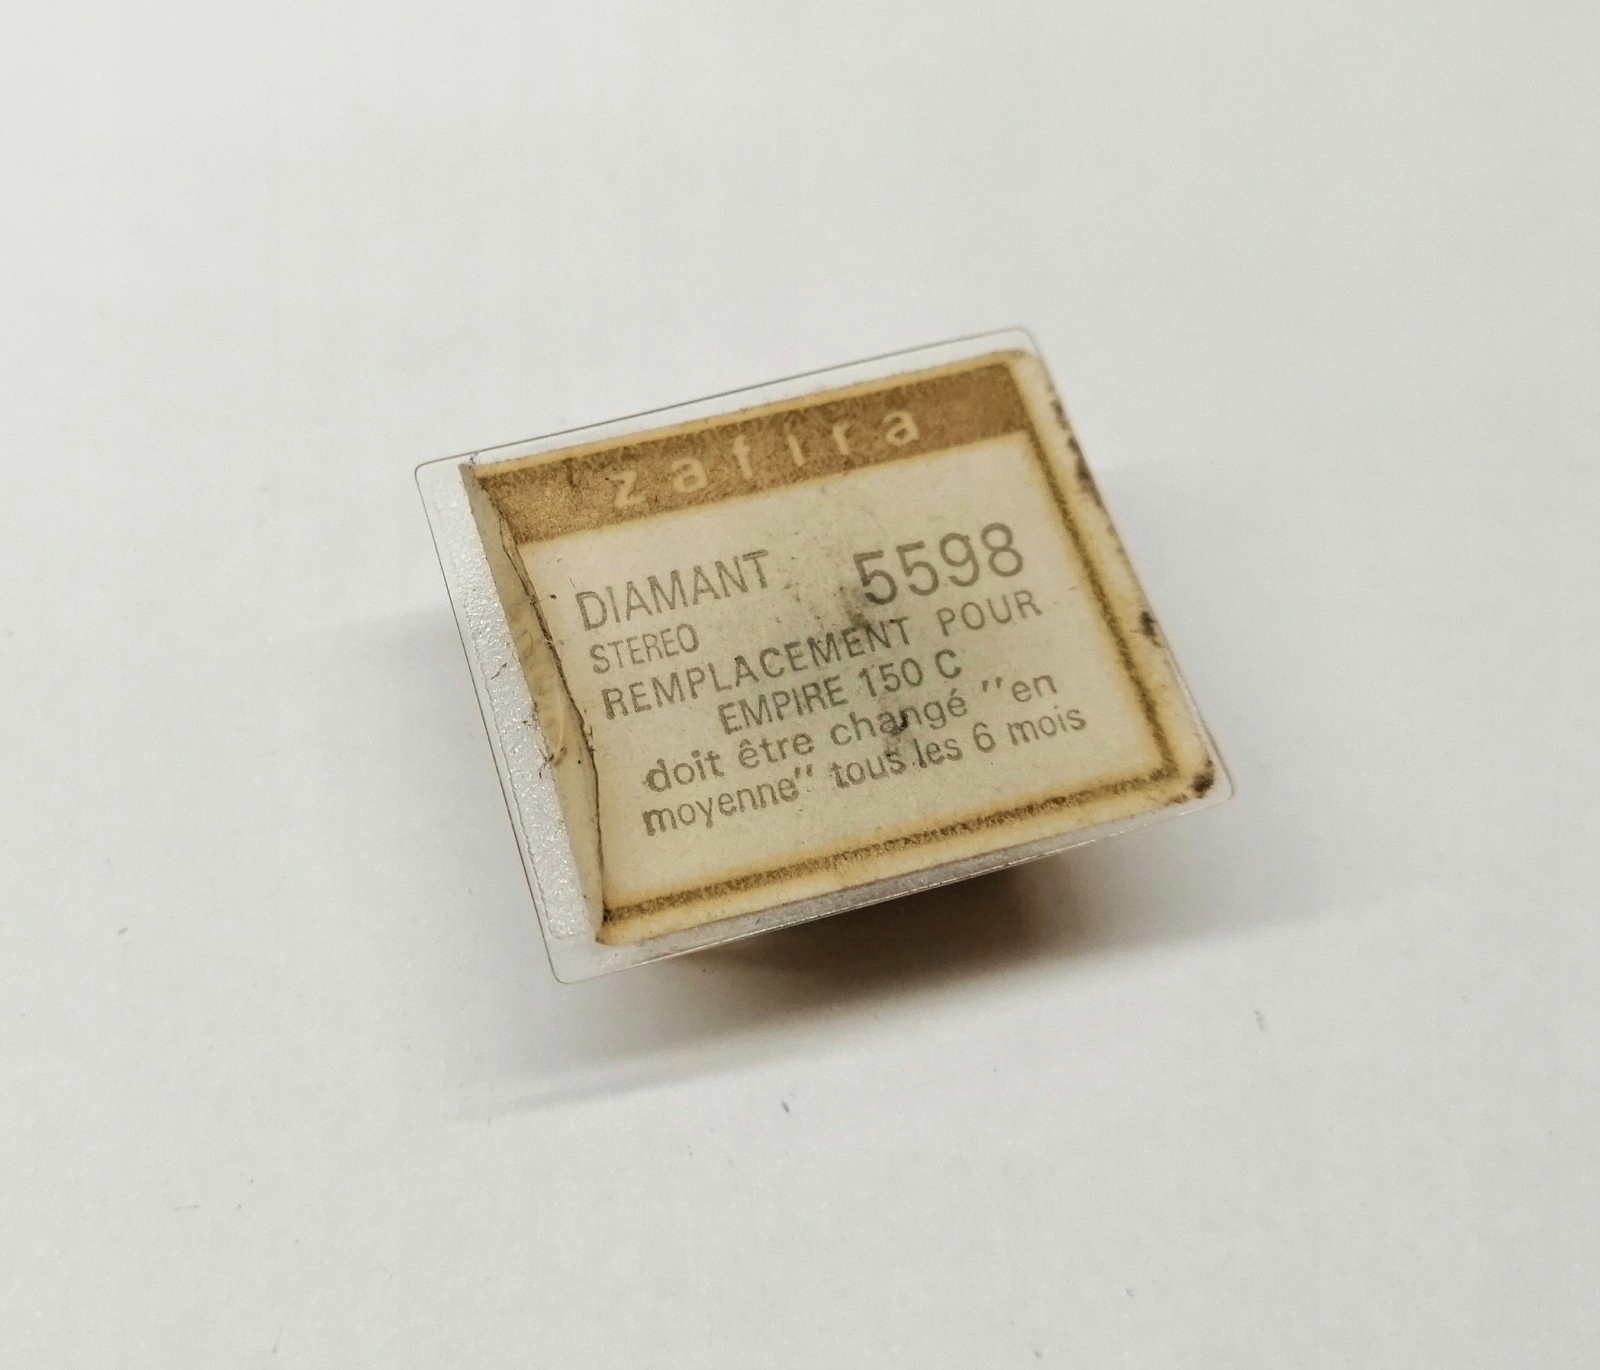 zafira
DIAMANT 5598
STEREO
REMPLACEMENT POUR
EMPIRE 150 C
doit être changé "en
moyenne" tous les 6 mois